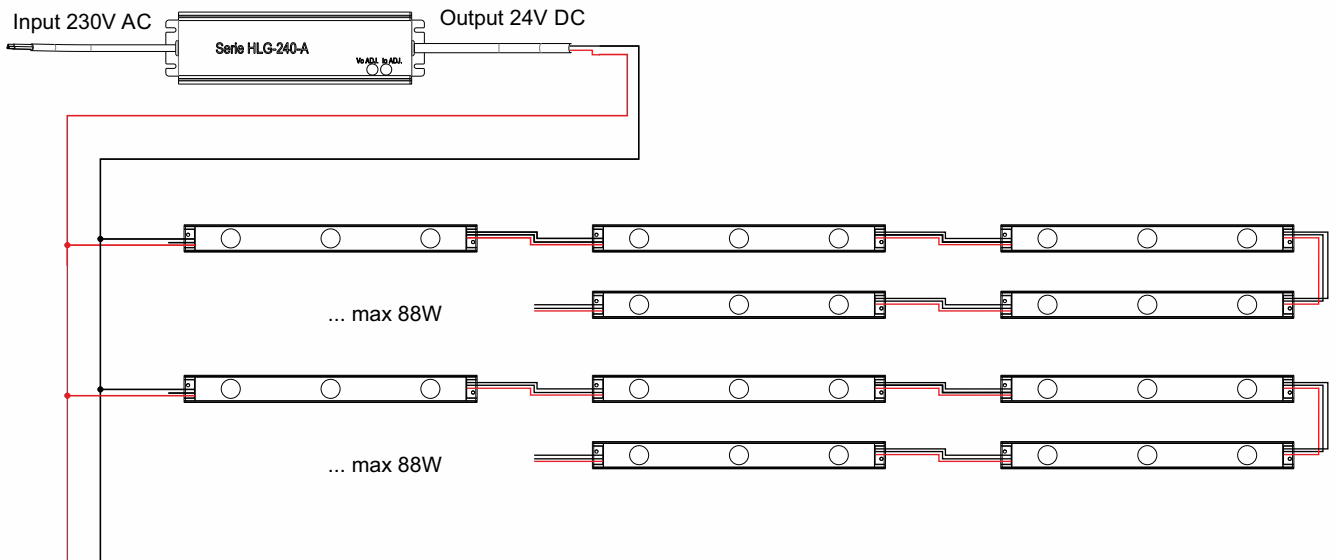 Input 230V AC
Output 24V DC
Serie HLG-240-A
Vo ADJ. Io ADJ.
... max 88W
... max 88W